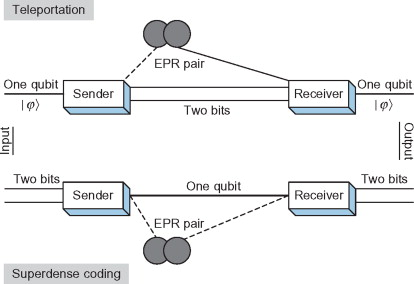 Teleportation
EPR pair
One qubit
Sender
Receiver
One qubit
|φ⟩
Two bits
|φ⟩
Input
Output
Two bits
Sender
One qubit
Receiver
Two bits
EPR pair
Superdense coding